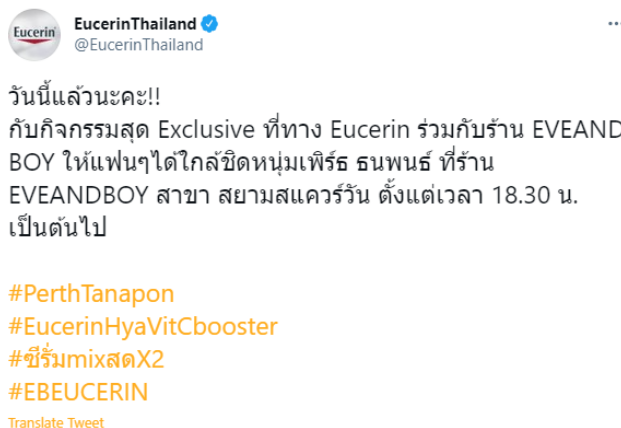 Eucerin
EucerinThailand
@EucerinThailand
วันนี้แล้วนะคะ!!
กับกิจกรรมสุด Exclusive ที่ทาง Eucerin ร่วมกับร้าน EVEAND
BOY ให้แฟนๆได้ใกล้ชิดหนุ่มเพิร์ธ ธนพนธ์ ที่ร้าน
EVEANDBOY สาขา สยามสแควร์วัน ตั้งแต่เวลา 18.30 น.
เป็นต้นไป
#PerthTanapon
#EucerinHyaVitCbooster
#ซีรั่มmixสดX2
#EBEUCERIN
Translate Tweet